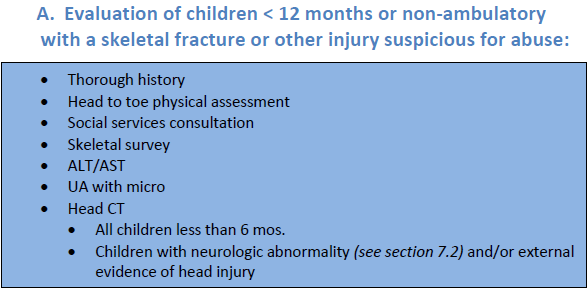 A. Evaluation of children < 12 months or non-ambulatory
with a skeletal fracture or other injury suspicious for abuse:
• Thorough history
• Head to toe physical assessment
• Social services consultation
• Skeletal survey
• ALT/AST
• UA with micro
• Head CT
• All children less than 6 mos.
• Children with neurologic abnormality (see section 7.2) and/or external
evidence of head injury